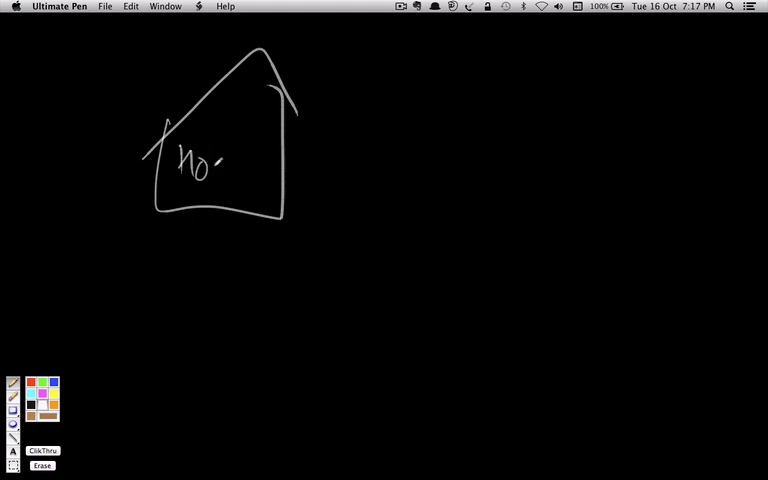 Ultimate Pen File Edit Window Help 100% Tue 16 Oct 7:17 PM
Ho
A
ClikThru
Erase